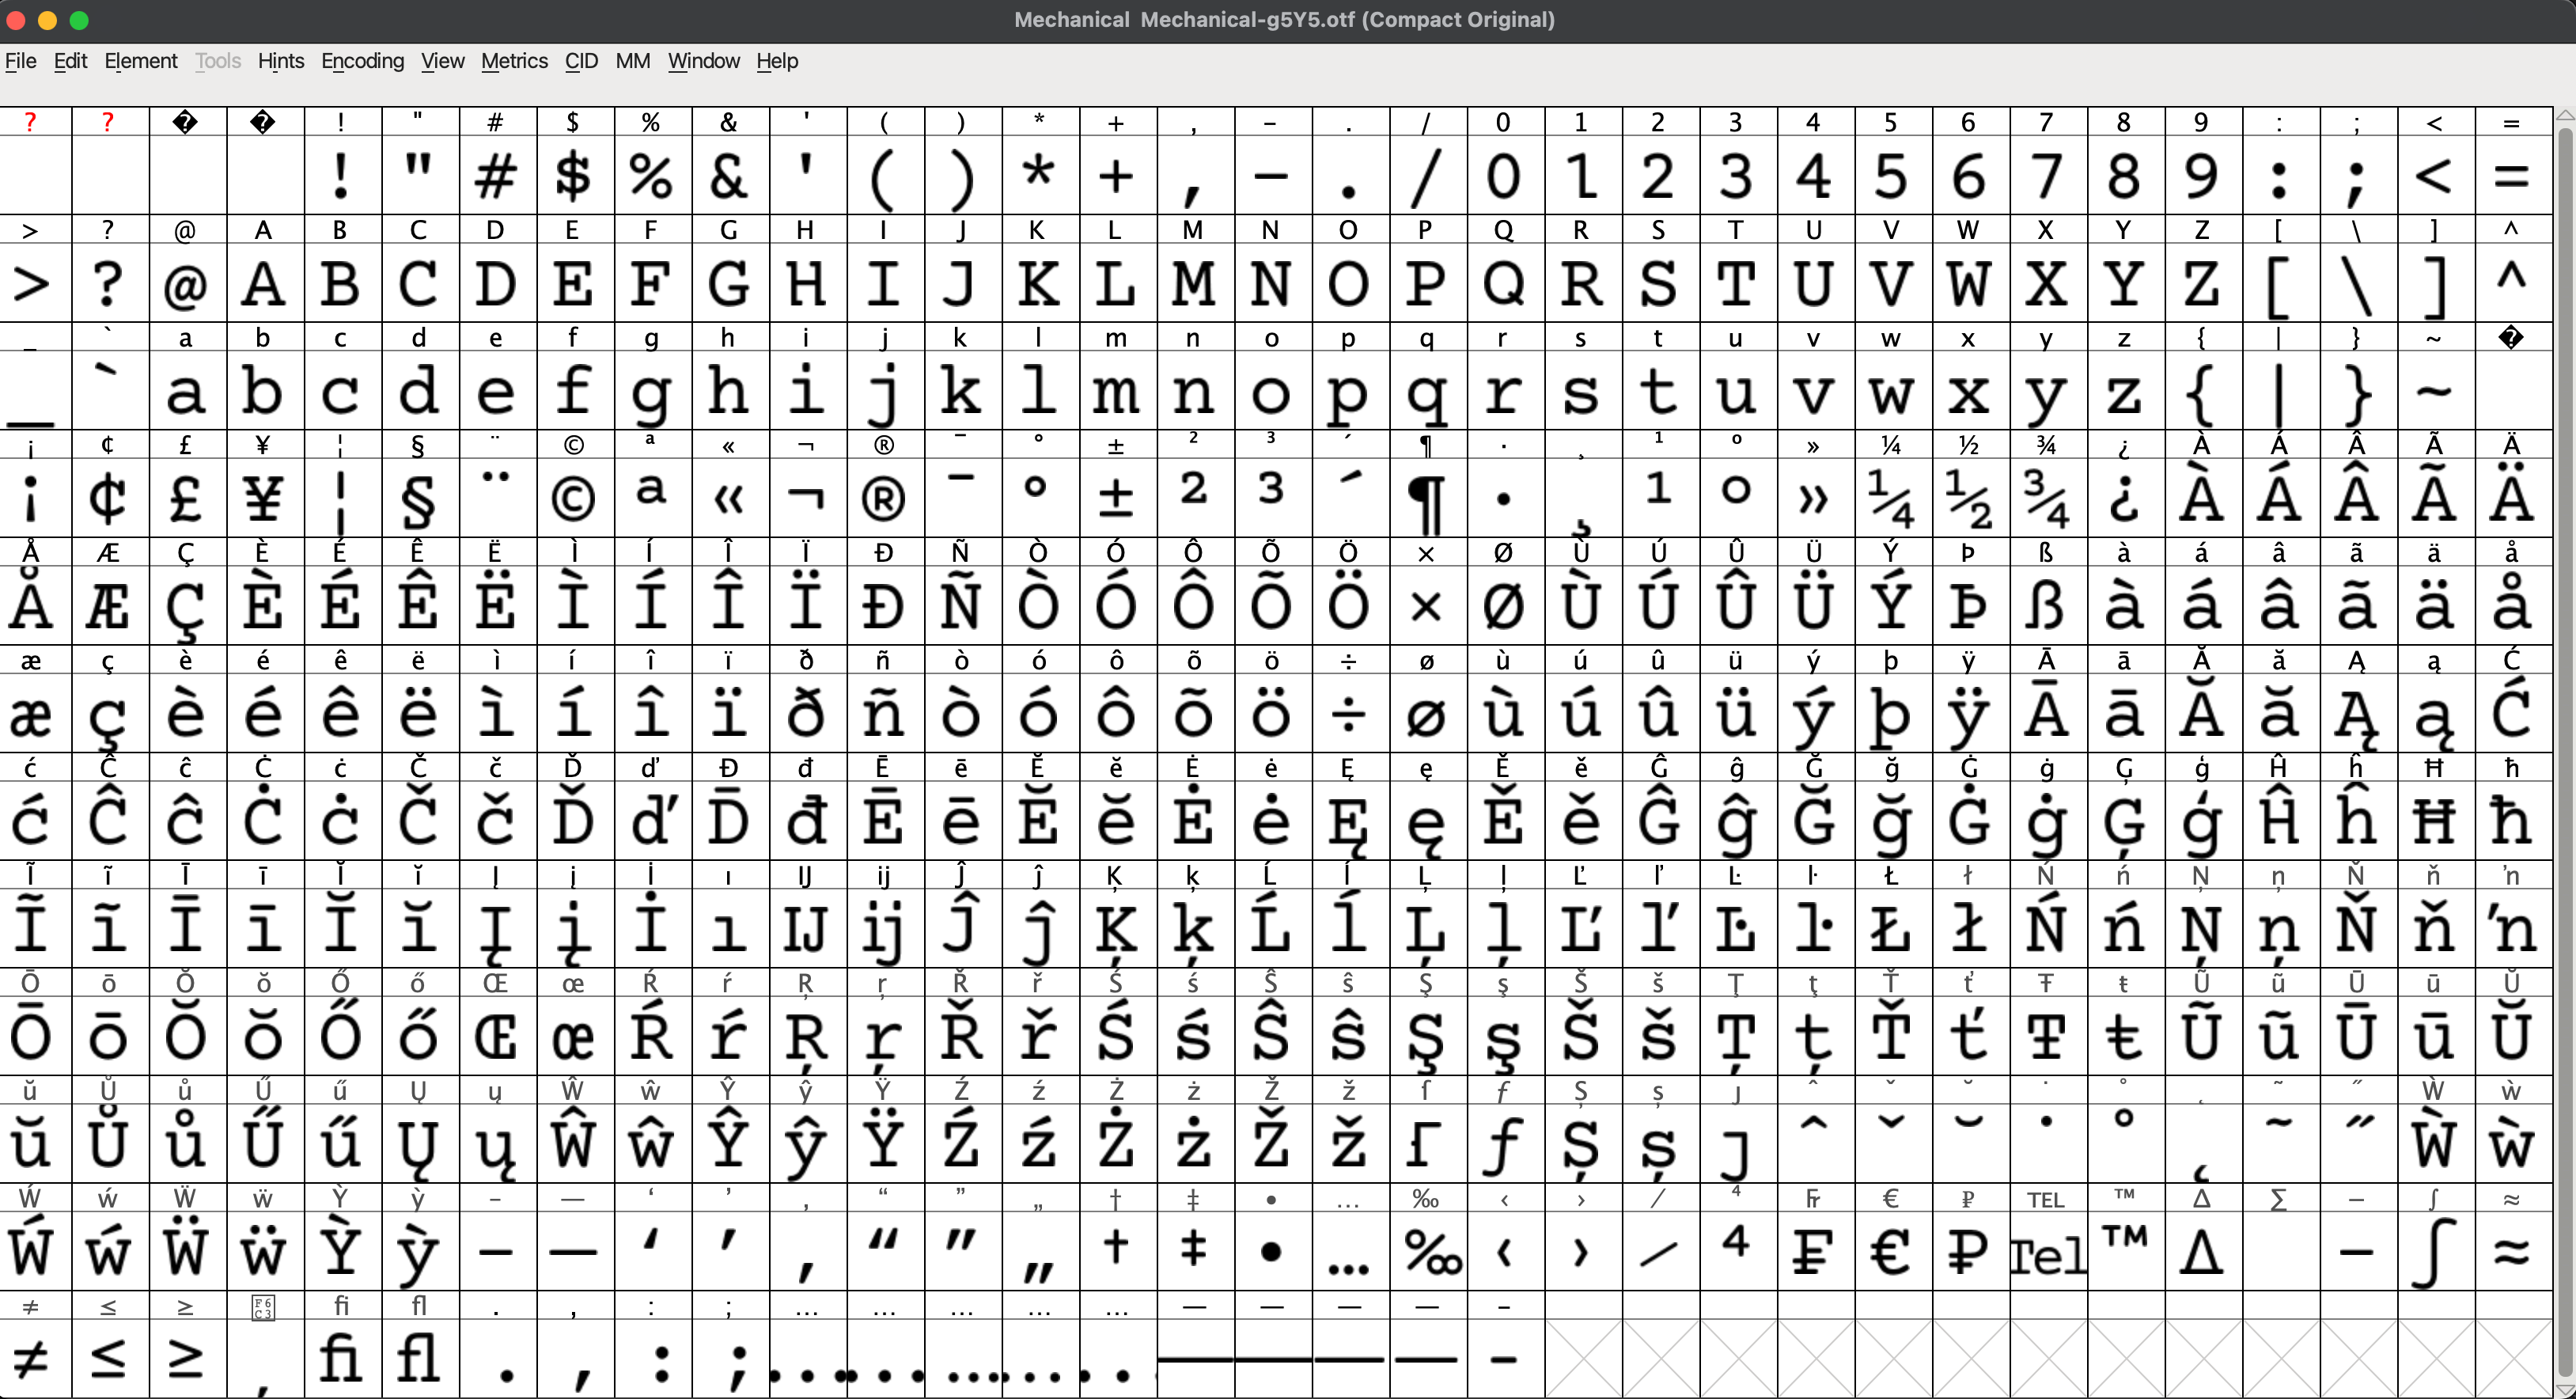 Mechanical Mechanical-g5Y5.otf (Compact Original)
File Edit Element Tools Hints Encoding View Metrics CID MM Window Help
? ? � � ! " # $ % & ' ( ) * + , - . / 0 1 2 3 4 5 6 7 8 9 : ; < =
! " # $ % & ' ( ) * + , - . / 0 1 2 3 4 5 6 7 8 9 : ; < =
> ? @ A B C D E F G H I J K L M N O P Q R S T U V W X Y Z [ \ ] ^
> ? @ A B C D E F G H I J K L M N O P Q R S T U V W X Y Z [ \ ] ^
_ ` a b c d e f g h i j k l m n o p q r s t u v w x y z { | } ~ �
_ ` a b c d e f g h i j k l m n o p q r s t u v w x y z { | } ~
¡ ¢ £ ¥ ¦ § ¨ © ª « ¬ ® ¯ ° ± ² ³ ´ ¶ · ¸ ¹ º » ¼ ½ ¾ ¿ À Á Â Ã Ä
¡ ¢ £ ¥ ¦ § ¨ © ª « ¬ ® ¯ ° ± ² ³ ´ ¶ · ¸ ¹ º » ¼ ½ ¾ ¿ À Á Â Ã Ä
Å Æ Ç È É Ê Ë Ì Í Î Ï Ð Ñ Ò Ó Ô Õ Ö × Ø Ù Ú Û Ü Ý Þ ß à á â ã ä å
Å Æ Ç È É Ê Ë Ì Í Î Ï Ð Ñ Ò Ó Ô Õ Ö × Ø Ù Ú Û Ü Ý Þ ß à á â ã ä å
æ ç è é ê ë ì í î ï ð ñ ò ó ô õ ö ÷ ø ù ú û ü ý þ ÿ Ā ā Ă ă Ą ą Ć
æ ç è é ê ë ì í î ï ð ñ ò ó ô õ ö ÷ ø ù ú û ü ý þ ÿ Ā ā Ă ă Ą ą Ć
ć Ĉ ĉ Ċ ċ Č č Ď ď Đ đ Ē ē Ĕ ĕ Ė ė Ę ę Ě ě Ĝ ĝ Ğ ğ Ġ ġ Ģ ģ Ĥ ĥ Ħ ħ
ć Ĉ ĉ Ċ ċ Č č Ď ď D̄ đ Ē ē Ĕ ĕ Ė ė Ę ę Ě ě Ĝ ĝ Ğ ğ Ġ ġ Ģ ģ Ĥ ĥ Ħ ħ
Ĩ ĩ Ī ī Ĭ ĭ Į į İ ı Ĳ ĳ Ĵ ĵ Ķ ķ Ĺ ĺ Ļ ļ Ľ ľ Ŀ ŀ Ł ł Ń ń Ņ ņ Ň ň ŉ
Ĩ ĩ Ī ī Ĭ ĭ Į į İ ı Ĳ ĳ Ĵ ĵ Ķ ķ Ĺ ĺ Ļ ļ Ľ ľ Ŀ ŀ Ł ł Ń ń Ņ ņ Ň ň ŉ
Ō ō Ŏ ŏ Ő ő Œ œ Ŕ ŕ Ŗ ŗ Ř ř Ś ś Ŝ ŝ Ş ş Š š Ţ ţ Ť ť Ŧ ŧ Ũ ũ Ū ū Ŭ
Ō ō Ŏ ŏ Ő ő Œ œ Ŕ ŕ Ŗ ŗ Ř ř Ś ś Ŝ ŝ Ş ş Š š Ţ ţ Ť ť Ŧ ŧ Ũ ũ Ū ū Ŭ
ŭ Ů ů Ű ű Ų ų Ŵ ŵ Ŷ ŷ Ÿ Ź ź Ż ż Ž ž ſ ƒ Ș ș ȷ ˆ ˇ ˘ ˙ ˚ ˛ ˜ ˝ Ẁ ẁ
ŭ Ů ů Ű ű Ų ų Ŵ ŵ Ŷ ŷ Ÿ Ź ź Ż ż Ž ž ſ ƒ Ș ș ȷ ˆ ˇ ˘ ˙ ˚ ˛ ˜ ˝ Ẁ ẁ
Ẃ ẃ Ẅ ẅ Ỳ ỳ – — ‘ ’ ‚ “ ” „ † ‡ • … ‰ ‹ › ⁄ ⁴ ₣ € ₽ ℡ ™ ∆ ∑ − ∫ ≈
Ẃ ẃ Ẅ ẅ Ỳ ỳ – — ‘ ’ ‚ “ ” „ † ‡ • … ‰ ‹ › ⁄ ⁴ ₣ € ₽ Tel ™ ∆ − ∫ ≈
≠ ≤ ≥ F6C3 ﬁ ﬂ . , : ; … … … … … — — — — -
≠ ≤ ≥ , ﬁ ﬂ . , : ; … … … … … — — — — -